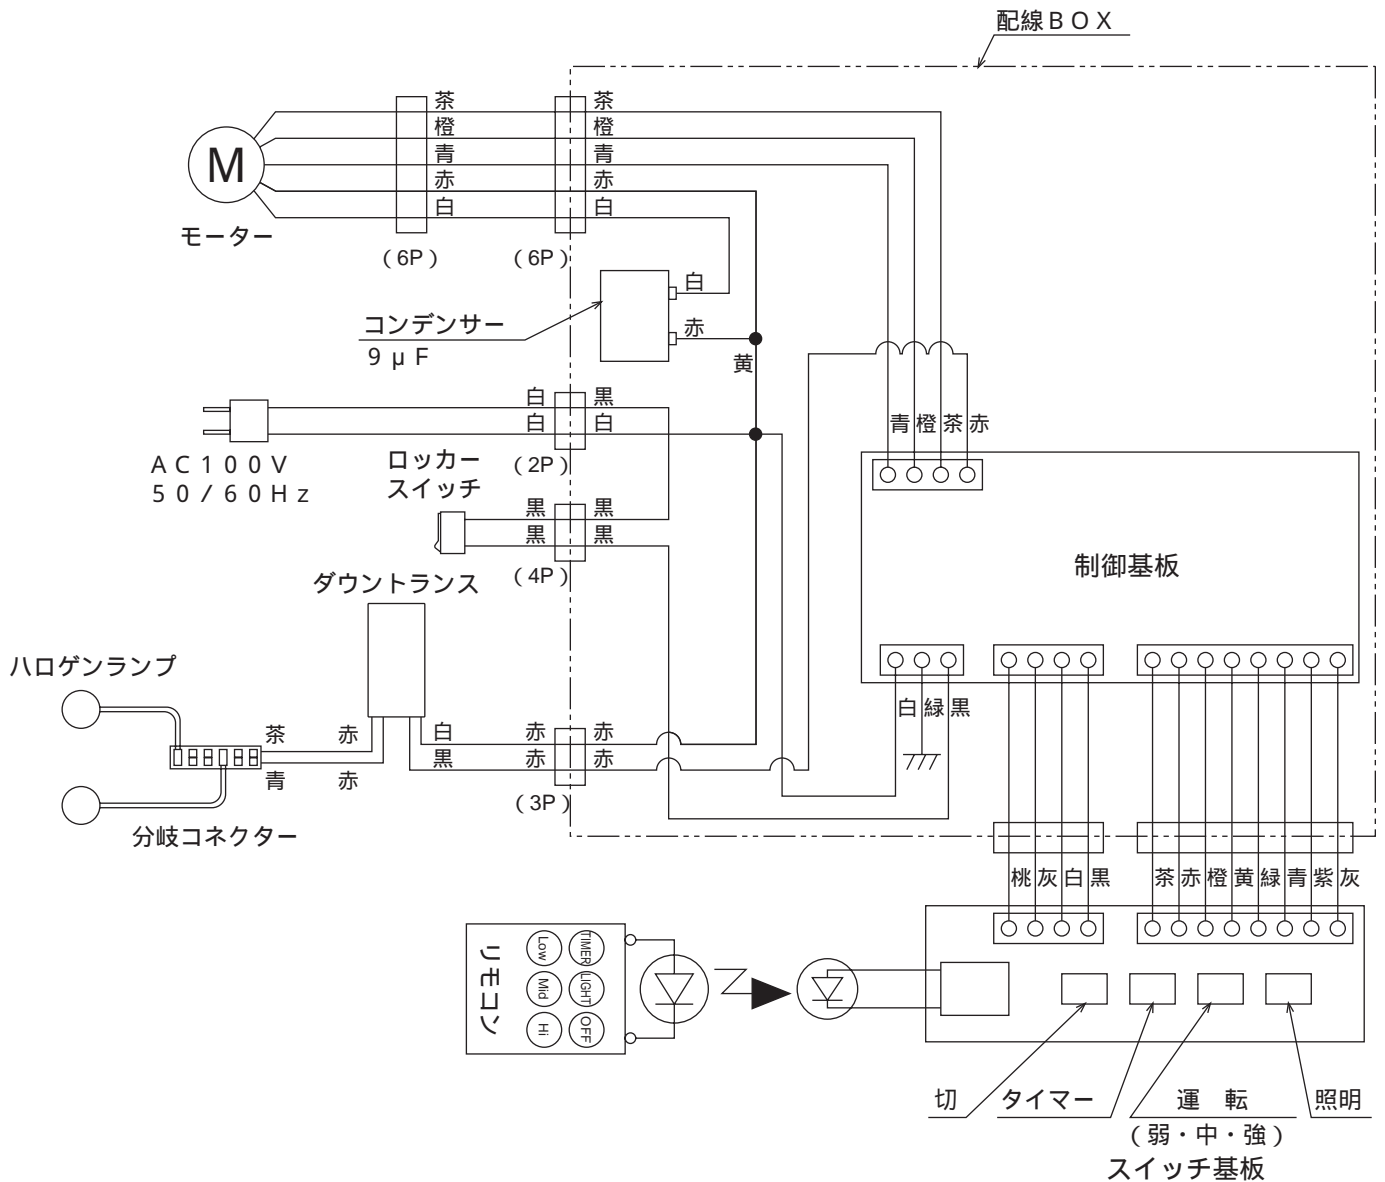 配線ＢＯＸ
茶 茶
橙 橙
青 青
赤 赤
白 白
M
モーター
(6P) (6P)
白
コンデンサー
９μＦ
赤
黄
白 黒
白 白
(2P)
ＡＣ１００Ｖ
５０/６０Ｈｚ
ロッカー
スイッチ
黒 黒
黒 黒
(4P)
青 橙 茶 赤
制御基板
ダウントランス
ハロゲンランプ
茶 赤
青 赤
白 赤 赤
黒 赤 赤
(3P)
分岐コネクター
白 緑 黒
桃 灰 白 黒
茶 赤 橙 黄 緑 青 紫 灰
リモコン
Low TIMER
Mid LIGHT
Hi OFF
切
タイマー
運　転
(弱・中・強)
照明
スイッチ基板